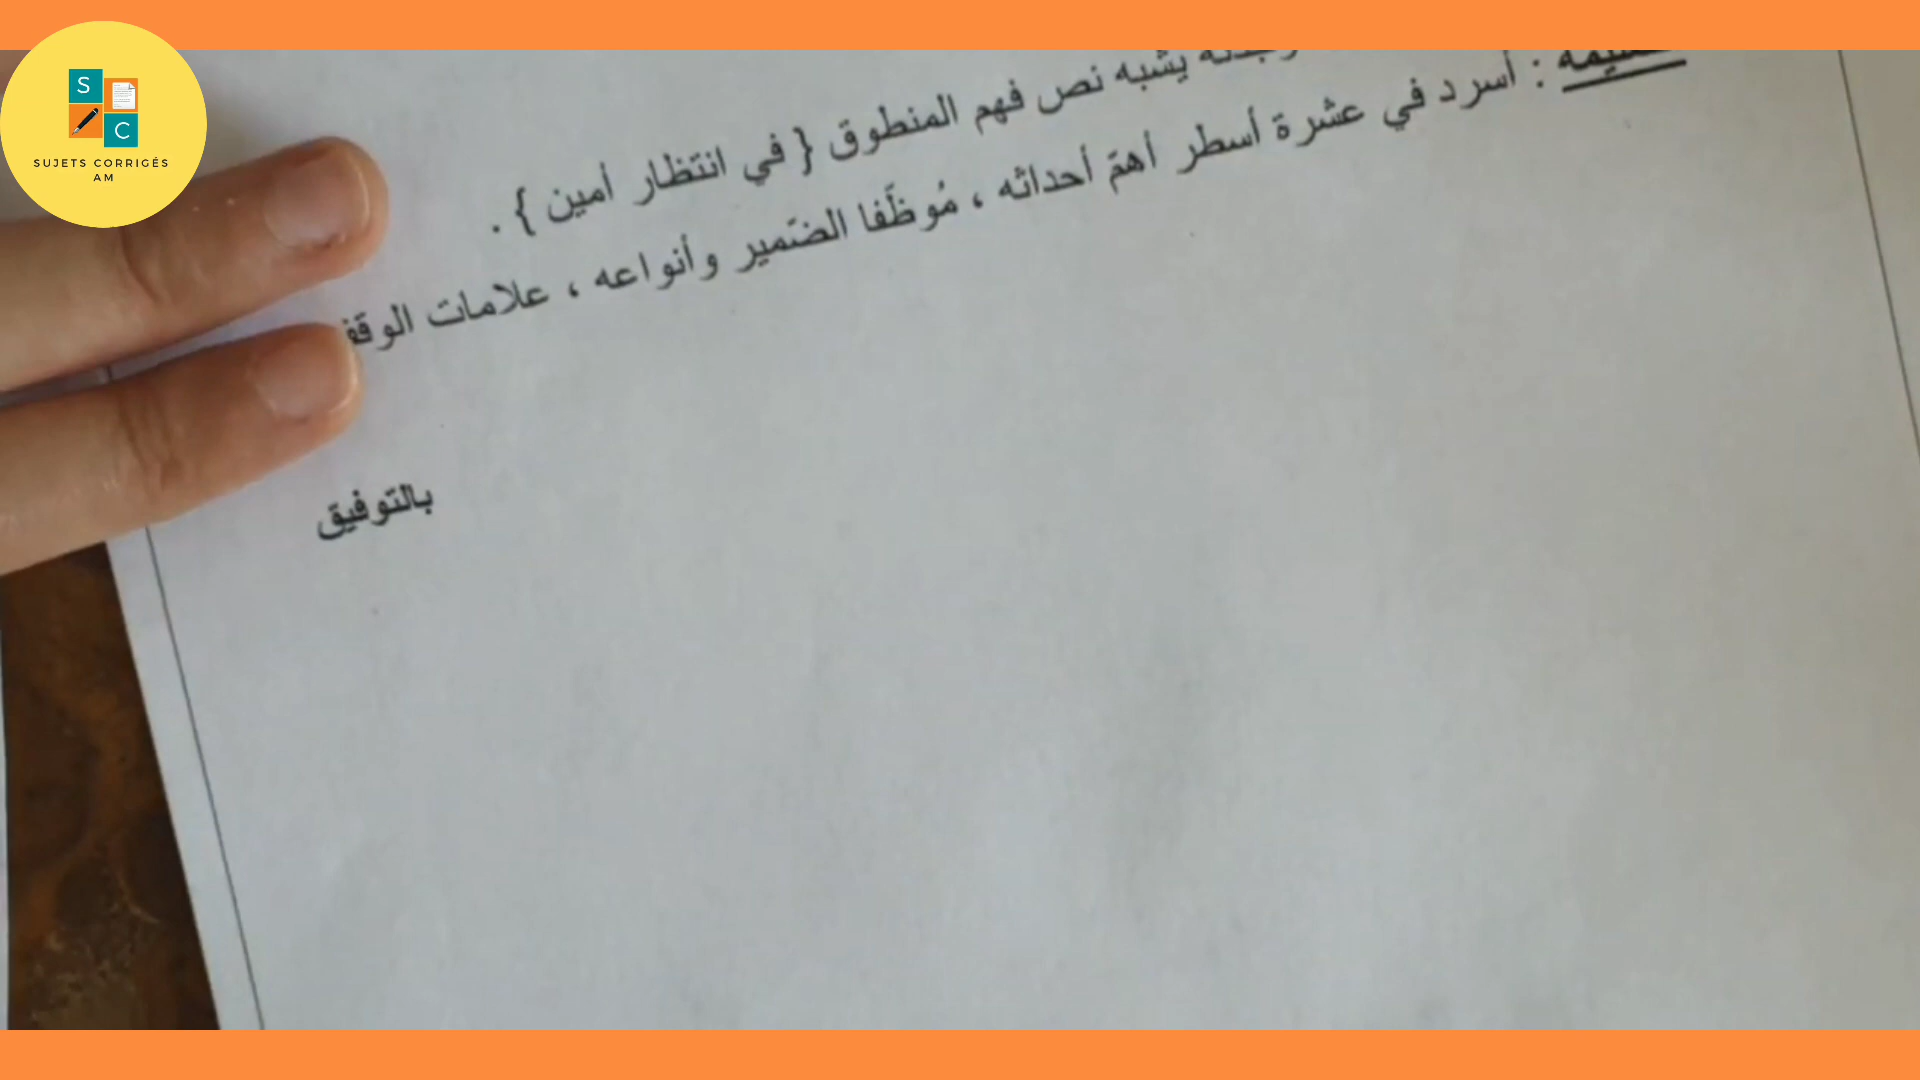 S
C
SUJETS CORRIGÉS
AM
يشبه نص فهم المنطوق { في انتظار أمين } .
: أسرد في عشرة أسطر أهمّ أحداثه ، مُوظّفا الضّمير وأنواعه ، علامات
بالتوفيق